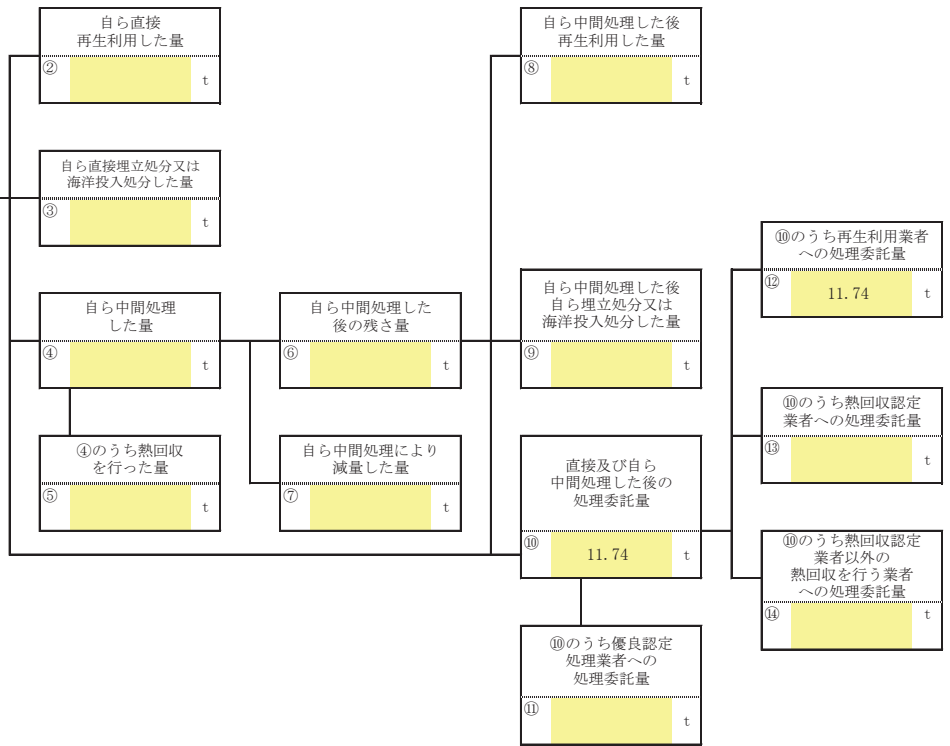 自ら直接
再生利用した量
② t
自ら直接埋立処分又は
海洋投入処分した量
③ t
自ら中間処理
した量
④ t
④のうち熱回収
を行った量
⑤ t
自ら中間処理した
後の残さ量
⑥ t
自ら中間処理により
減量した量
⑦ t
自ら中間処理した後
再生利用した量
⑧ t
自ら中間処理した後
自ら埋立処分又は
海洋投入処分した量
⑨ t
直接及び自ら
中間処理した後の
処理委託量
⑩ 11.74 t
⑩のうち優良認定
処理業者への
処理委託量
⑪ t
⑩のうち再生利用業者
への処理委託量
⑫ 11.74 t
⑩のうち熱回収認定
業者への処理委託量
⑬ t
⑩のうち熱回収認定
業者以外の
熱回収を行う業者
への処理委託量
⑭ t